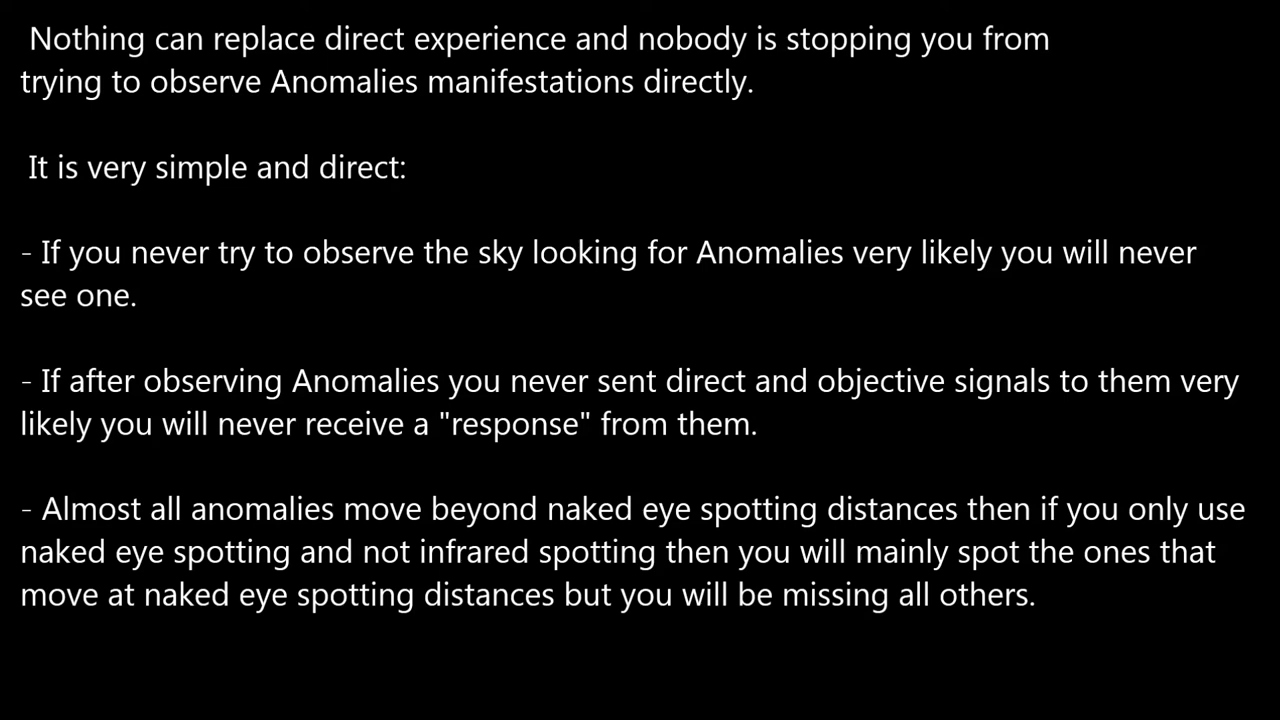 Nothing can replace direct experience and nobody is stopping you from
trying to observe Anomalies manifestations directly.
It is very simple and direct:
- If you never try to observe the sky looking for Anomalies very likely you will never
see one.
- If after observing Anomalies you never sent direct and objective signals to them very
likely you will never receive a "response" from them.
- Almost all anomalies move beyond naked eye spotting distances then if you only use
naked eye spotting and not infrared spotting then you will mainly spot the ones that
move at naked eye spotting distances but you will be missing all others.